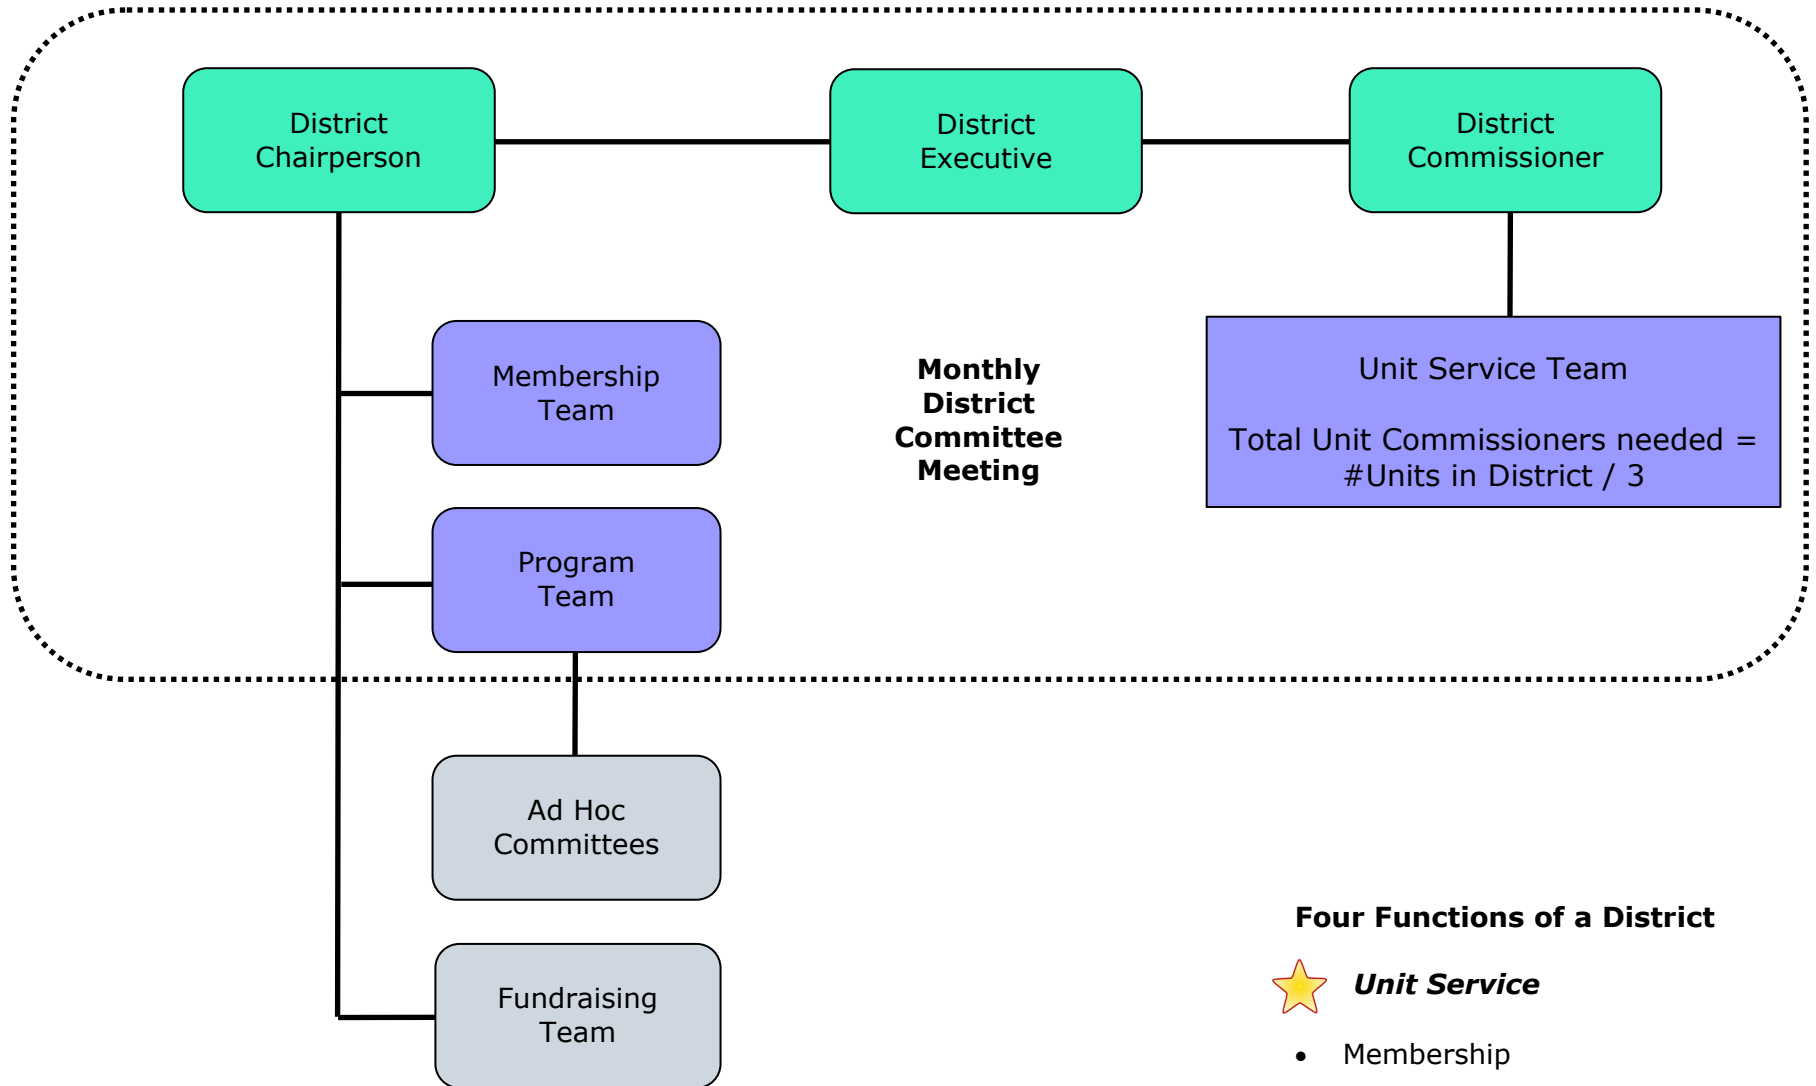 District
Chairperson
District
Executive
District
Commissioner
Membership
Team
Monthly
District
Committee
Meeting
Unit Service Team
Total Unit Commissioners needed =
#Units in District / 3
Program
Team
Ad Hoc
Committees
Fundraising
Team
Four Functions of a District
Unit Service
• Membership